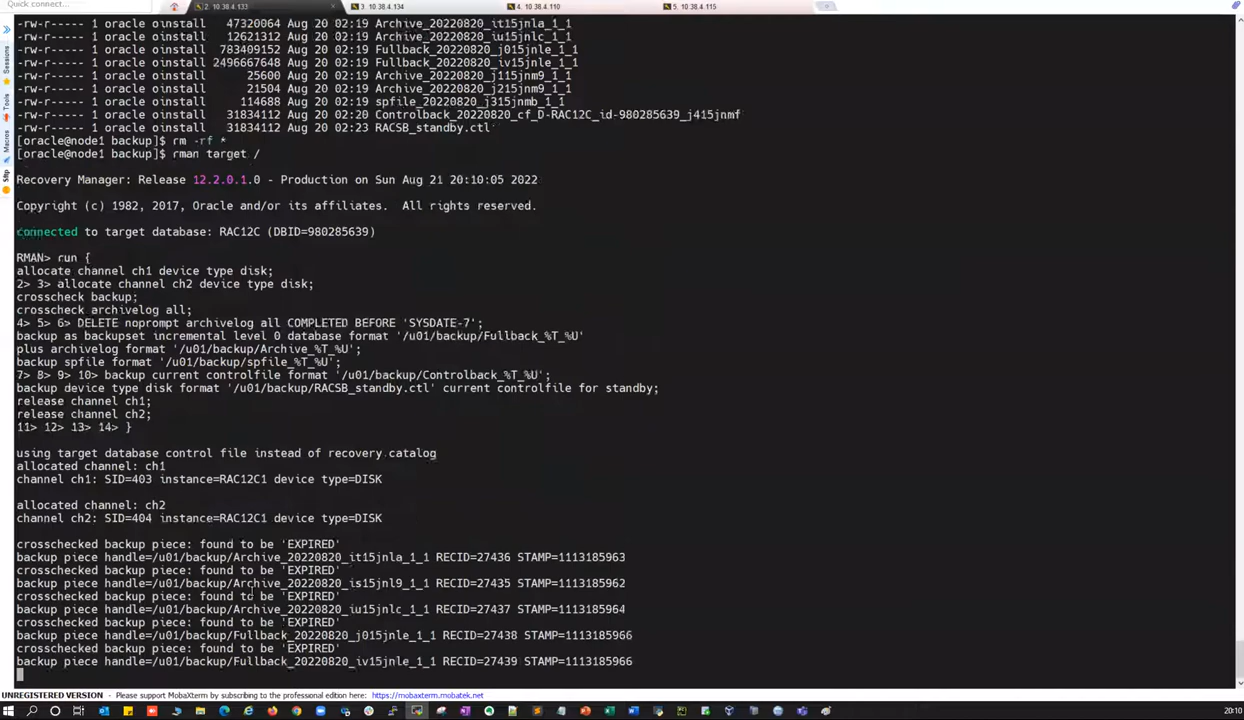 Quick connect...
2. 10.38.4.133
3 10.38.4.134
4. 10.38.4.110
5. 10.38.4.115
Sessions
Tools
Macros
Sftp
-rw-r----- 1 oracle oinstall 47320064 Aug 20 02:19 Archive_20220820_it15jnla_1_1
-rw-r----- 1 oracle oinstall 12621312 Aug 20 02:19 Archive_20220820_iu15jnlc_1_1
-rw-r----- 1 oracle oinstall 783409152 Aug 20 02:19 Fullback_20220820_j015jnle_1_1
-rw-r----- 1 oracle oinstall 2496667648 Aug 20 02:19 Fullback_20220820_iv15jnle_1_1
-rw-r----- 1 oracle oinstall 25600 Aug 20 02:19 Archive_20220820_j115jnm9_1_1
-rw-r----- 1 oracle oinstall 21504 Aug 20 02:19 Archive_20220820_j215jnm9_1_1
-rw-r----- 1 oracle oinstall 114688 Aug 20 02:19 spfile_20220820_j315jnmb_1_1
-rw-r----- 1 oracle oinstall 31834112 Aug 20 02:20 Controlback_20220820_cf_D-RAC12C_id-980285639_j415jnmf
-rw-r----- 1 oracle oinstall 31834112 Aug 20 02:23 RACSB_standby.ctl
[oracle@node1 backup]$ rm -rf *
[oracle@node1 backup]$ rman target /
Recovery Manager: Release 12.2.0.1.0 - Production on Sun Aug 21 20:10:05 2022
Copyright (c) 1982, 2017, Oracle and/or its affiliates.  All rights reserved.
connected to target database: RAC12C (DBID=980285639)
RMAN> run {
allocate channel ch1 device type disk;
2> 3> allocate channel ch2 device type disk;
crosscheck backup;
crosscheck archivelog all;
4> 5> 6> DELETE noprompt archivelog all COMPLETED BEFORE 'SYSDATE-7';
backup as backupset incremental level 0 database format '/u01/backup/Fullback_%T_%U'
plus archivelog format '/u01/backup/Archive_%T_%U';
backup spfile format '/u01/backup/spfile_%T_%U';
7> 8> 9> 10> backup current controlfile format '/u01/backup/Controlback_%T_%U';
backup device type disk format '/u01/backup/RACSB_standby.ctl' current controlfile for standby;
release channel ch1;
release channel ch2;
11> 12> 13> 14> }
using target database control file instead of recovery catalog
allocated channel: ch1
channel ch1: SID=403 instance=RAC12C1 device type=DISK
allocated channel: ch2
channel ch2: SID=404 instance=RAC12C1 device type=DISK
crosschecked backup piece: found to be 'EXPIRED'
backup piece handle=/u01/backup/Archive_20220820_it15jnla_1_1 RECID=27436 STAMP=1113185963
crosschecked backup piece: found to be 'EXPIRED'
backup piece handle=/u01/backup/Archive_20220820_is15jnl9_1_1 RECID=27435 STAMP=1113185962
crosschecked backup piece: found to be 'EXPIRED'
backup piece handle=/u01/backup/Archive_20220820_iu15jnlc_1_1 RECID=27437 STAMP=1113185964
crosschecked backup piece: found to be 'EXPIRED'
backup piece handle=/u01/backup/Fullback_20220820_j015jnle_1_1 RECID=27438 STAMP=1113185966
crosschecked backup piece: found to be 'EXPIRED'
backup piece handle=/u01/backup/Fullback_20220820_iv15jnle_1_1 RECID=27439 STAMP=1113185966
UNREGISTERED VERSION - Please support MobaXterm by subscribing to the professional edition here: https://mobaxterm.mobatek.net
20:10